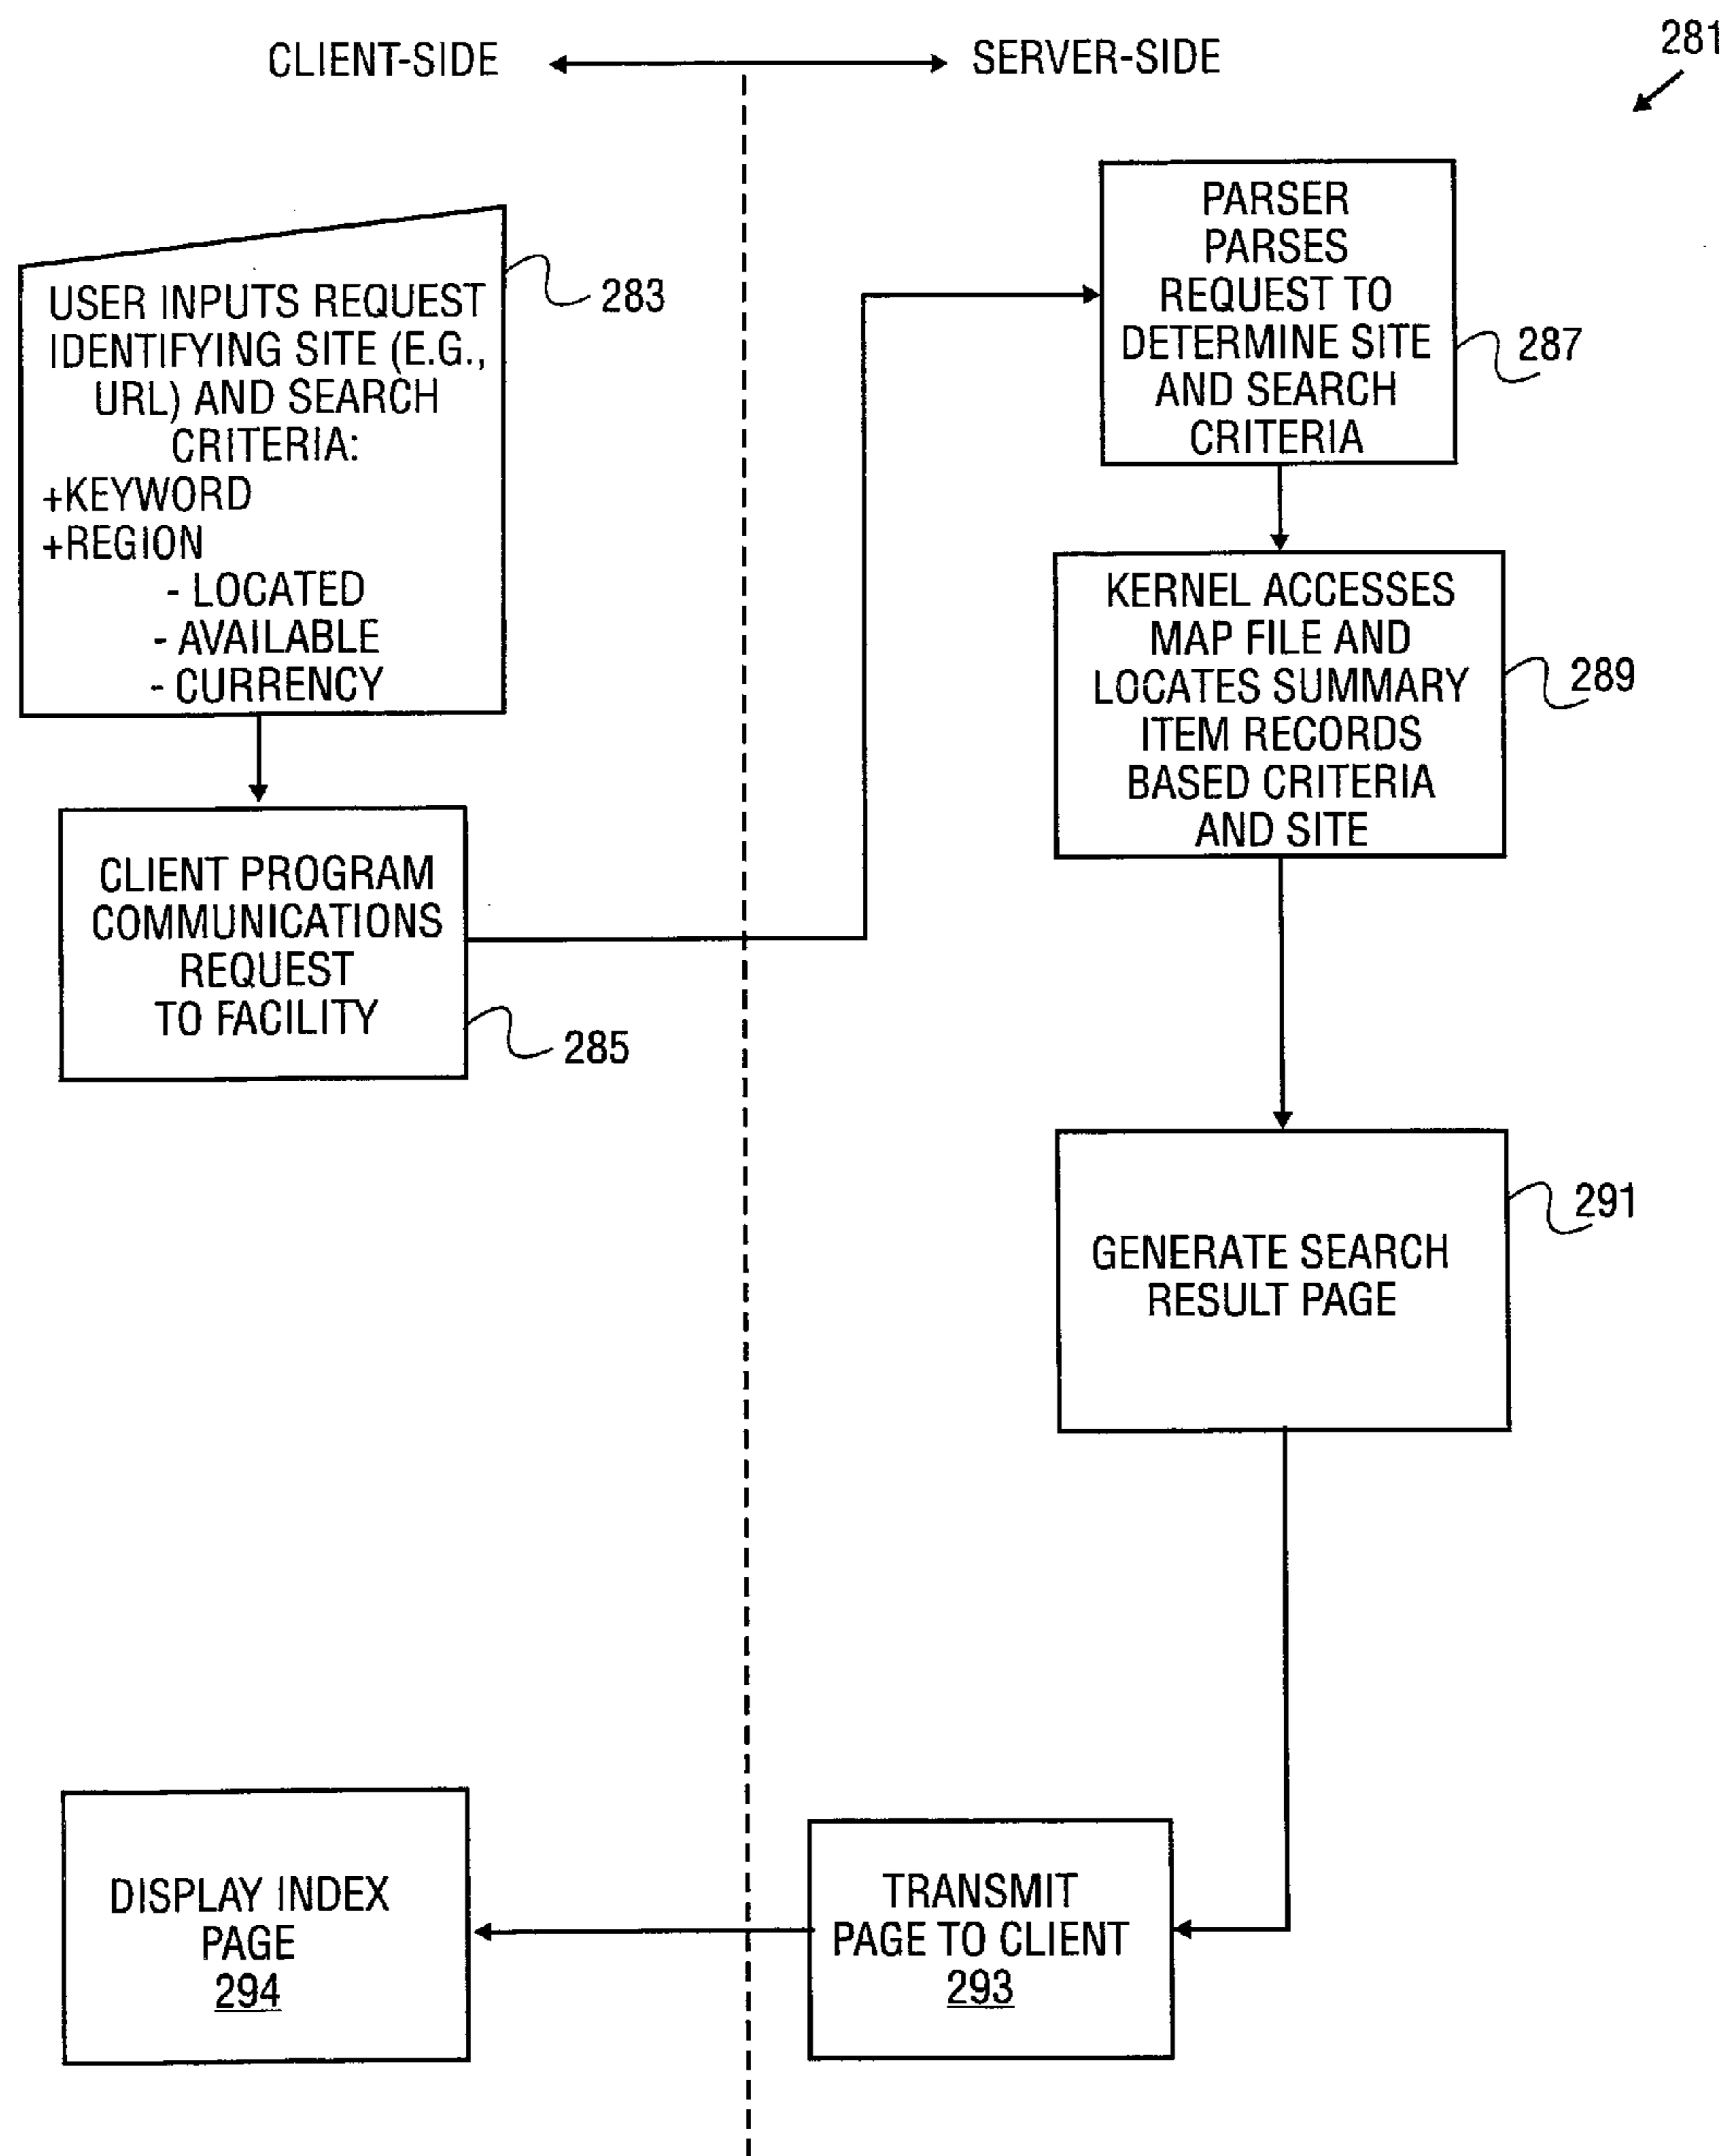 CLIENT-SIDE
SERVER-SIDE
281
USER INPUTS REQUEST
IDENTIFYING SITE (E.G.,
URL) AND SEARCH
CRITERIA:
+KEYWORD
+REGION
- LOCATED
- AVAILABLE
- CURRENCY
283
CLIENT PROGRAM
COMMUNICATIONS
REQUEST
TO FACILITY
285
PARSER
PARSES
REQUEST TO
DETERMINE SITE
AND SEARCH
CRITERIA
287
KERNEL ACCESSES
MAP FILE AND
LOCATES SUMMARY
ITEM RECORDS
BASED CRITERIA
AND SITE
289
GENERATE SEARCH
RESULT PAGE
291
TRANSMIT
PAGE TO CLIENT
293
DISPLAY INDEX
PAGE
294